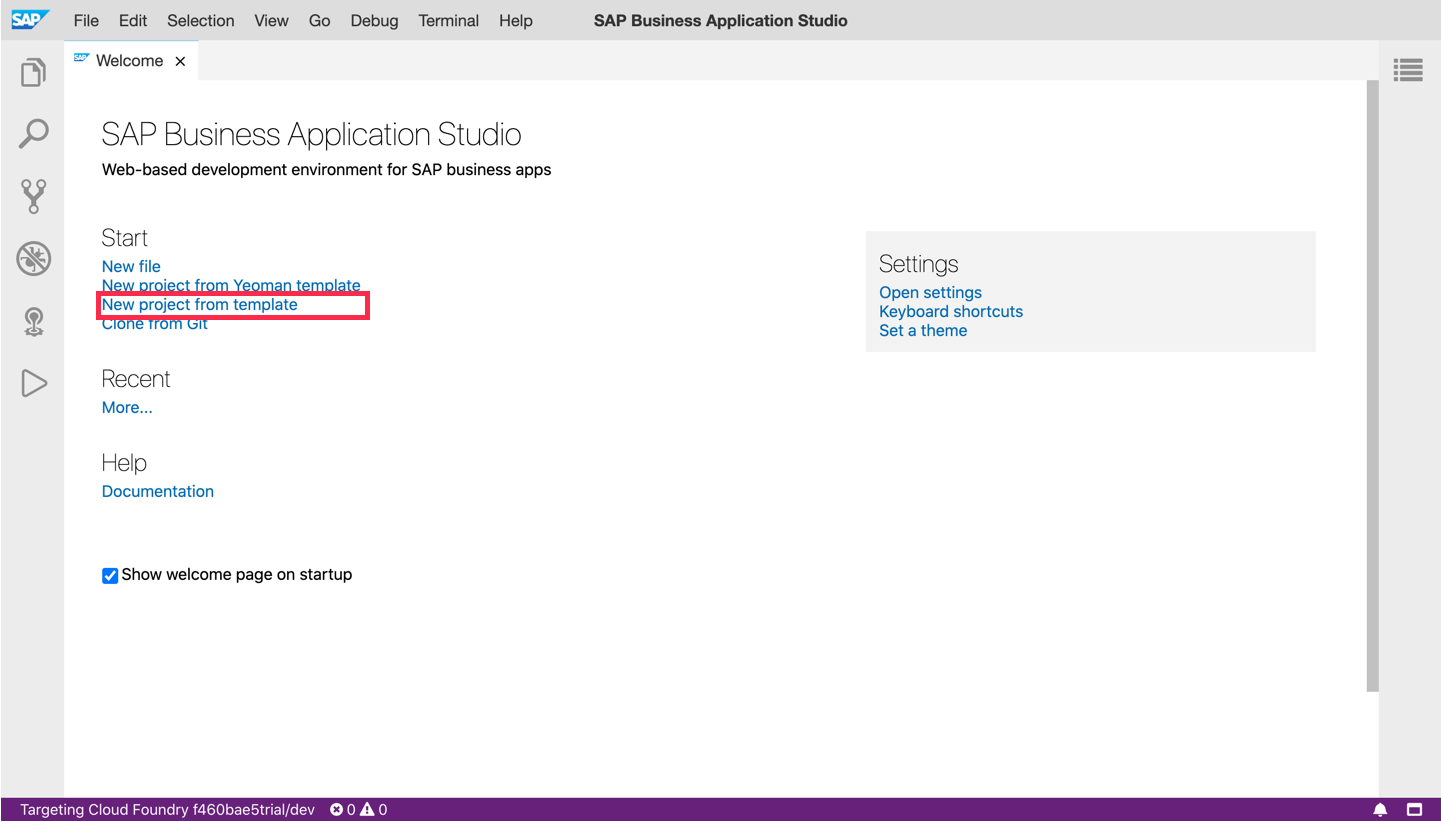 SAP File Edit Selection View Go Debug Terminal Help SAP Business Application Studio
SAP Welcome
SAP Business Application Studio
Web-based development environment for SAP business apps
Start
New file
New project from Yeoman template
New project from template
Clone from Git
Settings
Open settings
Keyboard shortcuts
Set a theme
Recent
More...
Help
Documentation
Show welcome page on startup
Targeting Cloud Foundry f460bae5trial/dev 0 0